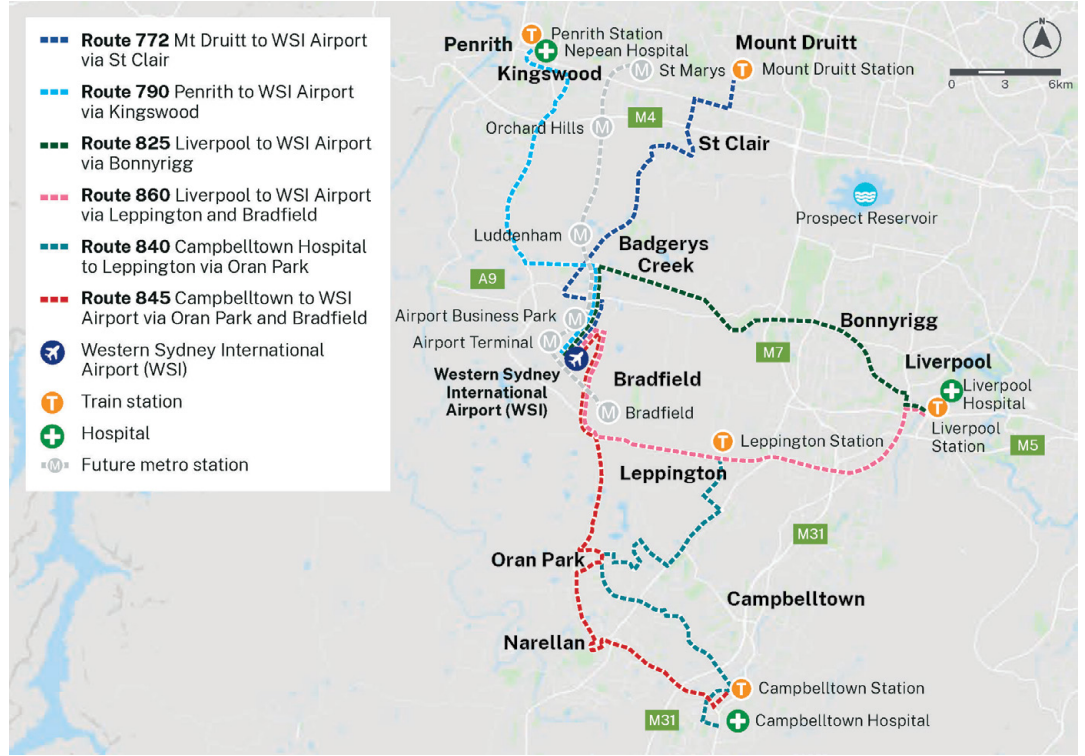 Route 772 Mt Druitt to WSI Airport
via St Clair
Route 790 Penrith to WSI Airport
via Kingswood
Route 825 Liverpool to WSI Airport
via Bonnyrigg
Route 860 Liverpool to WSI Airport
via Leppington and Bradfield
Route 840 Campbelltown Hospital
to Leppington via Oran Park
Route 845 Campbelltown to WSI
Airport via Oran Park and Bradfield
Western Sydney International
Airport (WSI)
T Train station
Hospital
M Future metro station
T Penrith Station
Penrith
Nepean Hospital
Kingswood
M St Marys
Mount Druitt
T Mount Druitt Station
N
0 3 6km
Orchard Hills M
M4
St Clair
Prospect Reservoir
Luddenham M
Badgerys
Creek
A9
Airport Business Park M
Airport Terminal M
Bonnyrigg
M7
Western Sydney
International
Airport (WSI)
Bradfield
M Bradfield
Liverpool
Liverpool
Hospital
T
Liverpool
Station
M5
T Leppington Station
Leppington
M31
Oran Park
Campbelltown
Narellan
T Campbelltown Station
M31
Campbelltown Hospital